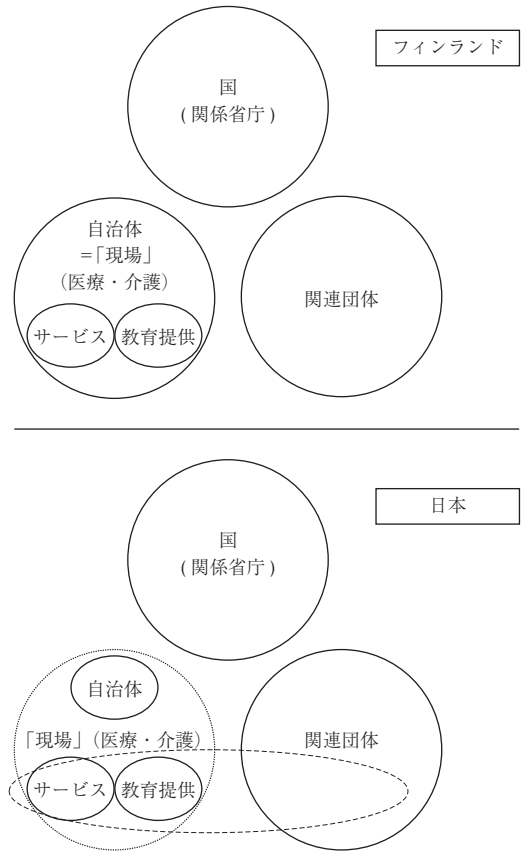 フィンランド
国
(関係省庁)
自治体
=「現場」
(医療・介護)
サービス
教育提供
関連団体
日本
国
(関係省庁)
自治体
「現場」(医療・介護)
サービス
教育提供
関連団体